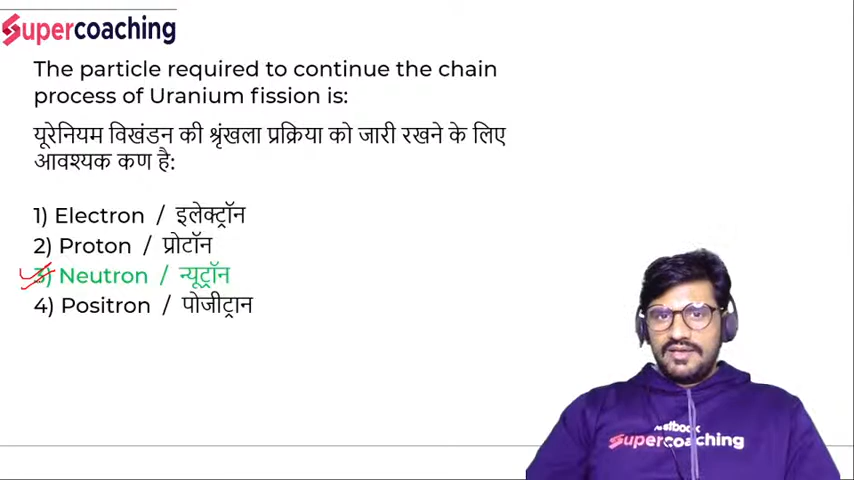 Supercoaching
The particle required to continue the chain
process of Uranium fission is:
यूरेनियम विखंडन की श्रृंखला प्रक्रिया को जारी रखने के लिए
आवश्यक कण है:
1) Electron / इलेक्ट्रॉन
2) Proton / प्रोटॉन
3) Neutron / न्यूट्रॉन
4) Positron / पोजीट्रान
testbook
Supercoaching